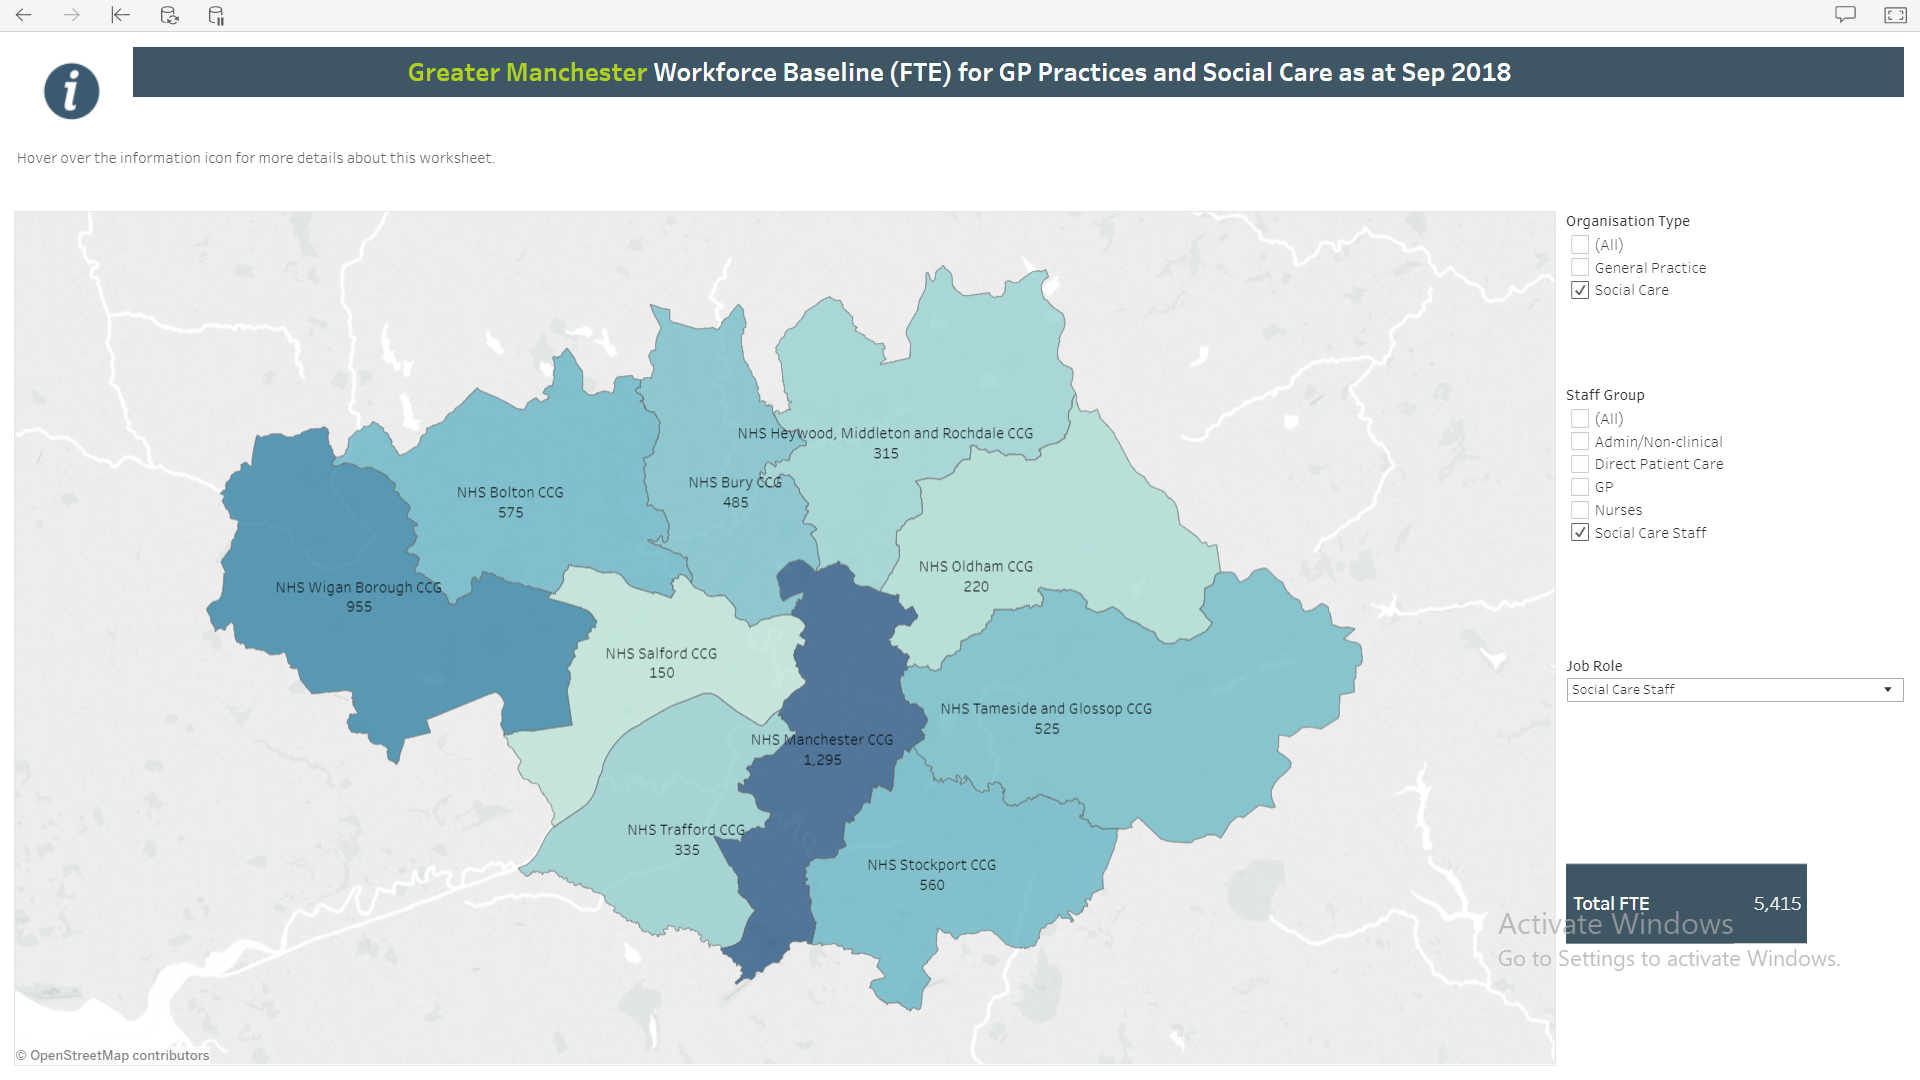 Greater Manchester Workforce Baseline (FTE) for GP Practices and Social Care as at Sep 2018
Hover over the information icon for more details about this worksheet.
Organisation Type
(All)
General Practice
Social Care
Staff Group
(All)
Admin/Non-clinical
Direct Patient Care
GP
Nurses
Social Care Staff
Job Role
Social Care Staff
Total FTE 5,415
NHS Heywood, Middleton and Rochdale CCG
315
NHS Bury CCG
485
NHS Bolton CCG
575
NHS Oldham CCG
220
NHS Wigan Borough CCG
955
NHS Salford CCG
150
NHS Tameside and Glossop CCG
525
NHS Manchester CCG
1,295
NHS Trafford CCG
335
NHS Stockport CCG
560
Activate Windows
Go to Settings to activate Windows.
© OpenStreetMap contributors